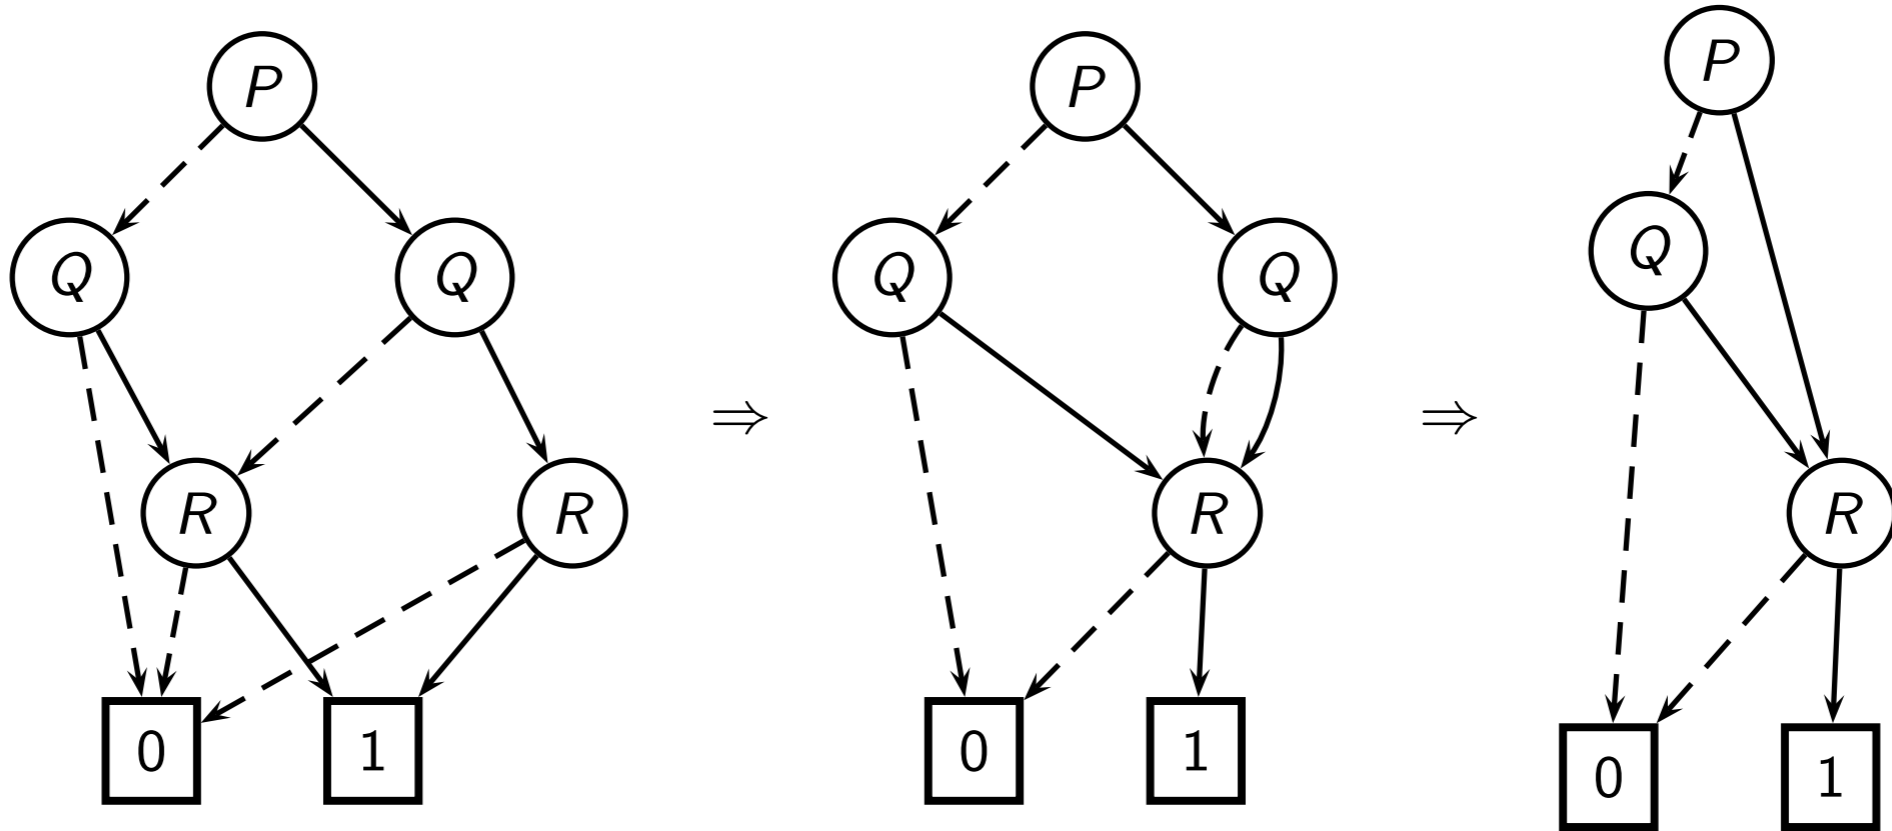 P P P
Q Q Q Q Q
⇒ ⇒
R R R R
0 1 0 1 0 1